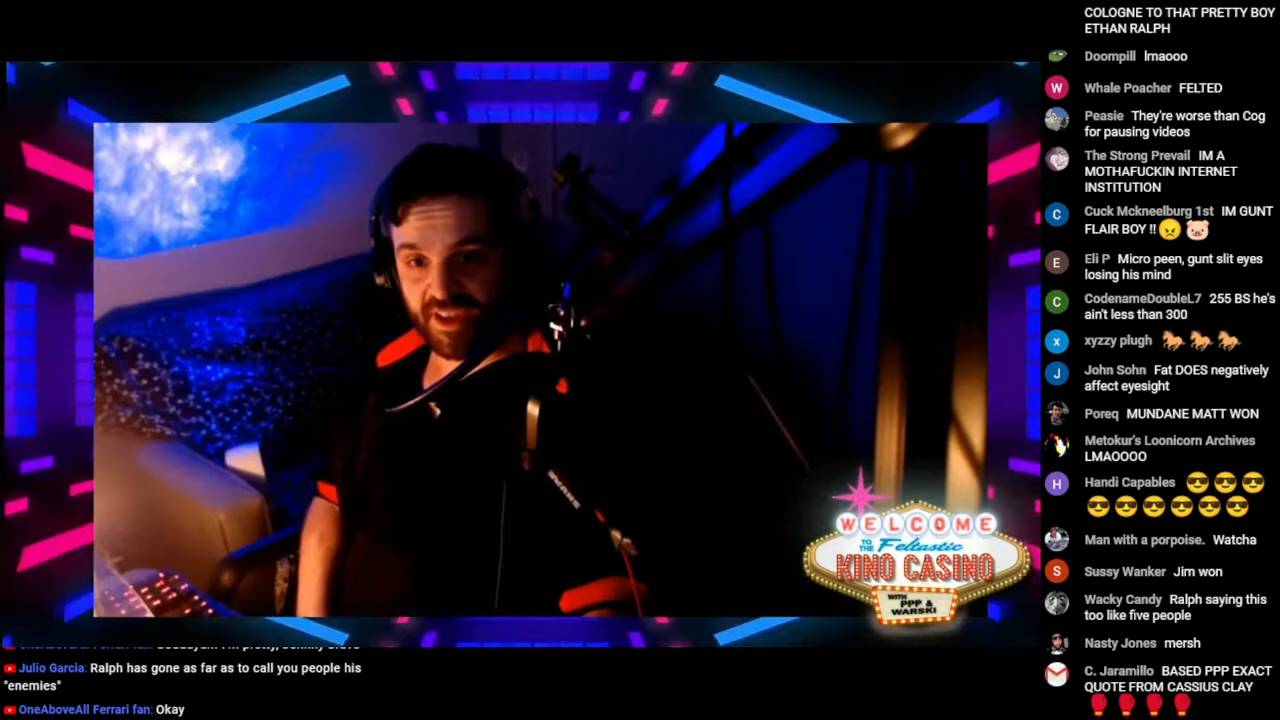 COLOGNE TO THAT PRETTY BOY
ETHAN RALPH
Doompill lmaooo
W
Whale Poacher FELTED
Peasie They're worse than Cog
for pausing videos
The Strong Prevail IM A
MOTHAFUCKIN INTERNET
INSTITUTION
C
Cuck Mckneelburg 1st IM GUNT
FLAIR BOY !! 😠 🐷
E
Eli P Micro peen, gunt slit eyes
losing his mind
C
CodenameDoubleL7 255 BS he's
ain't less than 300
x
xyzzy plugh 🐎 🐎 🐎
J
John Sohn Fat DOES negatively
affect eyesight
Poreq MUNDANE MATT WON
Metokur's Loonicorn Archives
LMAOOOO
H
Handi Capables 😎 😎 😎
😎 😎 😎 😎 😎 😎
Man with a porpoise. Watcha
S
Sussy Wanker Jim won
Wacky Candy Ralph saying this
too like five people
Nasty Jones mersh
C. Jaramillo BASED PPP EXACT
QUOTE FROM CASSIUS CLAY
🥊 🥊 🥊 🥊
WELCOME
TO THE Feltastic
KINO CASINO
WITH
PPP &
WARSKI
Julio Garcia: Ralph has gone as far as to call you people his
"enemies"
OneAboveAll Ferrari fan: Okay